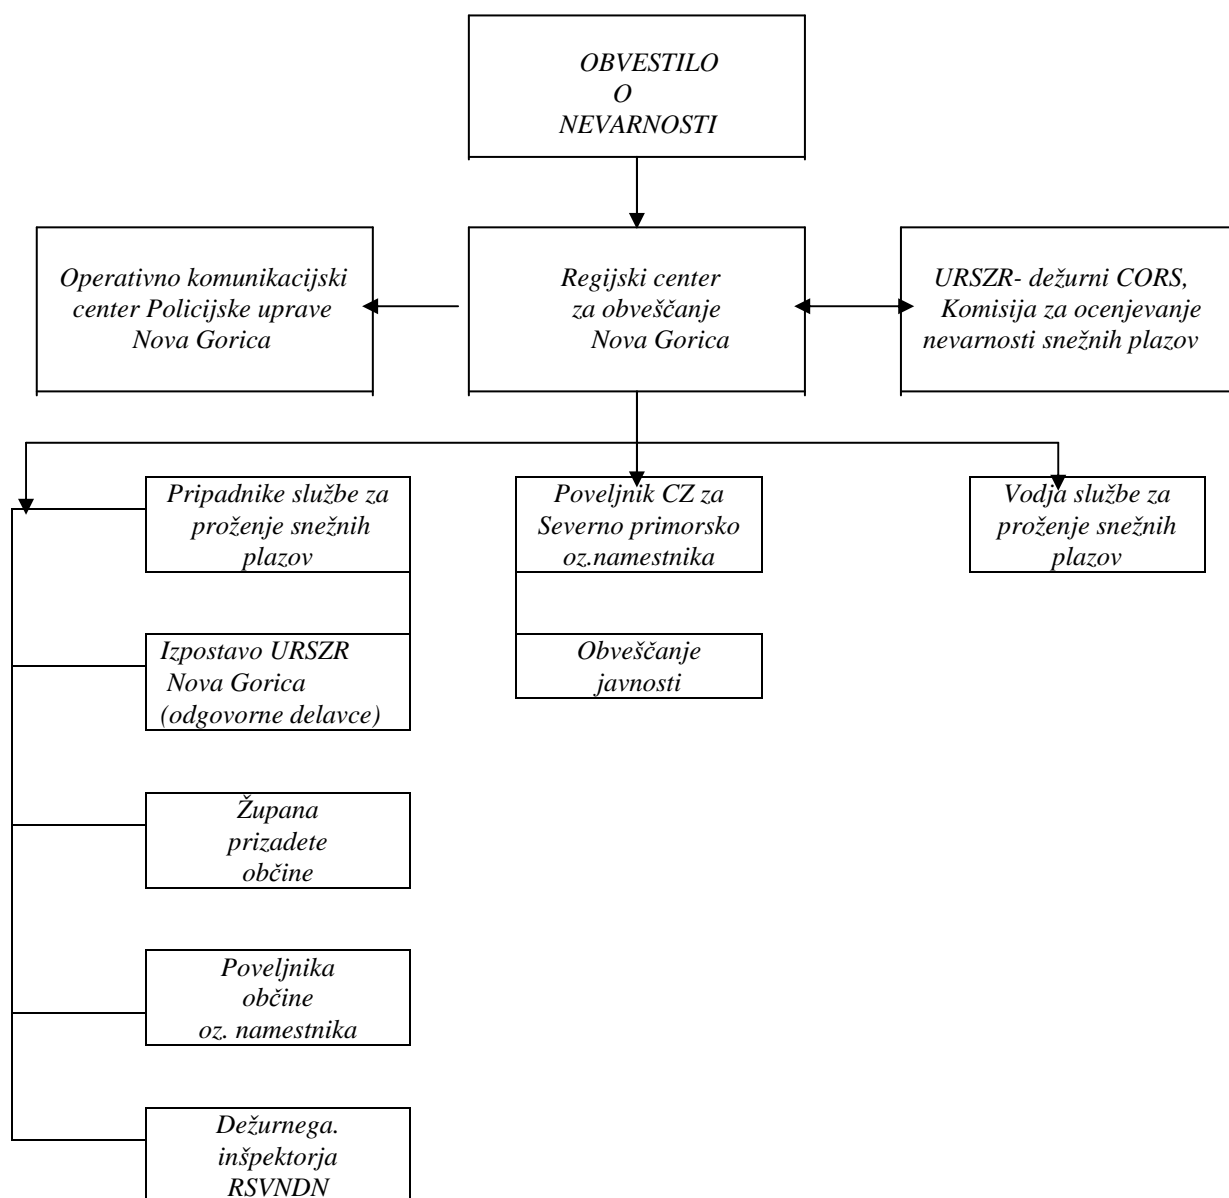 OBVESTILO
O
NEVARNOSTI
Operativno komunikacijski
center Policijske uprave
Nova Gorica
Regijski center
za obveščanje
Nova Gorica
URSZR- dežurni CORS,
Komisija za ocenjevanje
nevarnosti snežnih plazov
Pripadnike službe za
proženje snežnih
plazov
Poveljnik CZ za
Severno primorsko
oz.namestnika
Vodja službe za
proženje snežnih
plazov
Izpostavo URSZR
Nova Gorica
(odgovorne delavce)
Obveščanje
javnosti
Župana
prizadete
občine
Poveljnika
občine
oz. namestnika
Dežurnega.
inšpektorja
RSVNDN